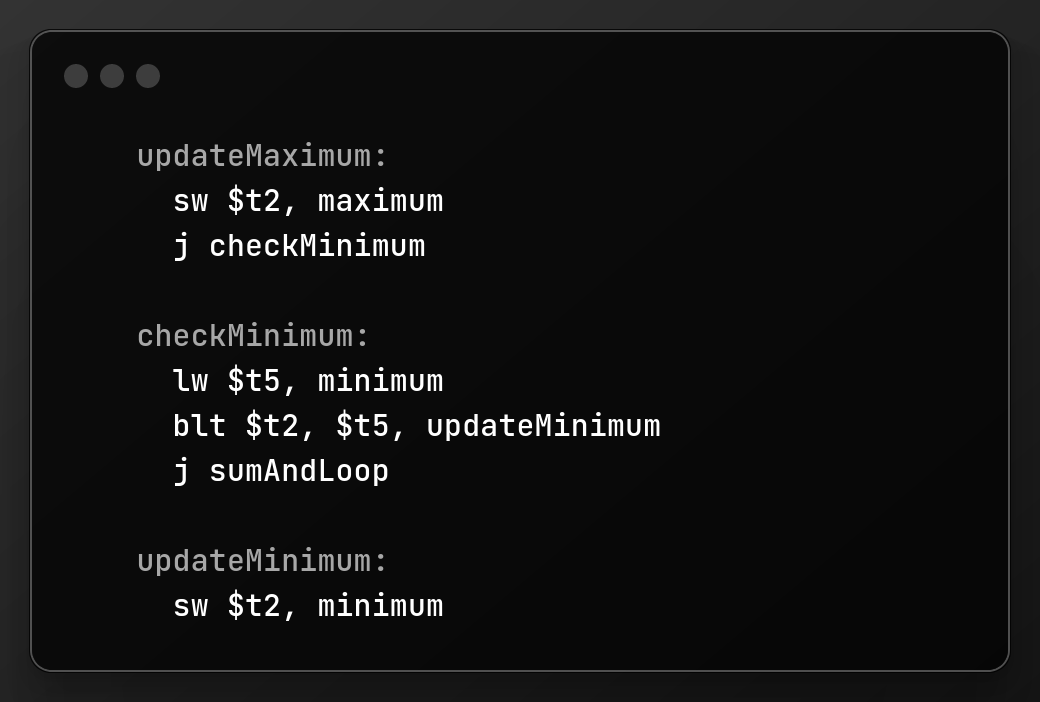 updateMaximum:
  sw $t2, maximum
  j checkMinimum

checkMinimum:
  lw $t5, minimum
  blt $t2, $t5, updateMinimum
  j sumAndLoop

updateMinimum:
  sw $t2, minimum